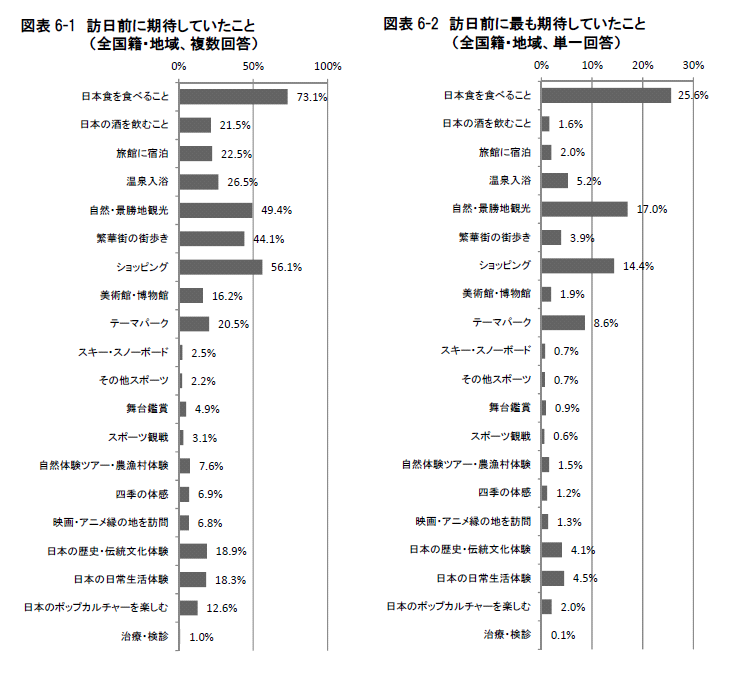 図表 6-1 訪日前に期待していたこと
(全国籍・地域、複数回答)
0% 50% 100%
日本食を食べること 73.1%
日本の酒を飲むこと 21.5%
旅館に宿泊 22.5%
温泉入浴 26.5%
自然・景勝地観光 49.4%
繁華街の街歩き 44.1%
ショッピング 56.1%
美術館・博物館 16.2%
テーマパーク 20.5%
スキー・スノーボード 2.5%
その他スポーツ 2.2%
舞台鑑賞 4.9%
スポーツ観戦 3.1%
自然体験ツアー・農漁村体験 7.6%
四季の体感 6.9%
映画・アニメ縁の地を訪問 6.8%
日本の歴史・伝統文化体験 18.9%
日本の日常生活体験 18.3%
日本のポップカルチャーを楽しむ 12.6%
治療・検診 1.0%
図表 6-2 訪日前に最も期待していたこと
(全国籍・地域、単一回答)
0% 10% 20% 30%
日本食を食べること 25.6%
日本の酒を飲むこと 1.6%
旅館に宿泊 2.0%
温泉入浴 5.2%
自然・景勝地観光 17.0%
繁華街の街歩き 3.9%
ショッピング 14.4%
美術館・博物館 1.9%
テーマパーク 8.6%
スキー・スノーボード 0.7%
その他スポーツ 0.7%
舞台鑑賞 0.9%
スポーツ観戦 0.6%
自然体験ツアー・農漁村体験 1.5%
四季の体感 1.2%
映画・アニメ縁の地を訪問 1.3%
日本の歴史・伝統文化体験 4.1%
日本の日常生活体験 4.5%
日本のポップカルチャーを楽しむ 2.0%
治療・検診 0.1%